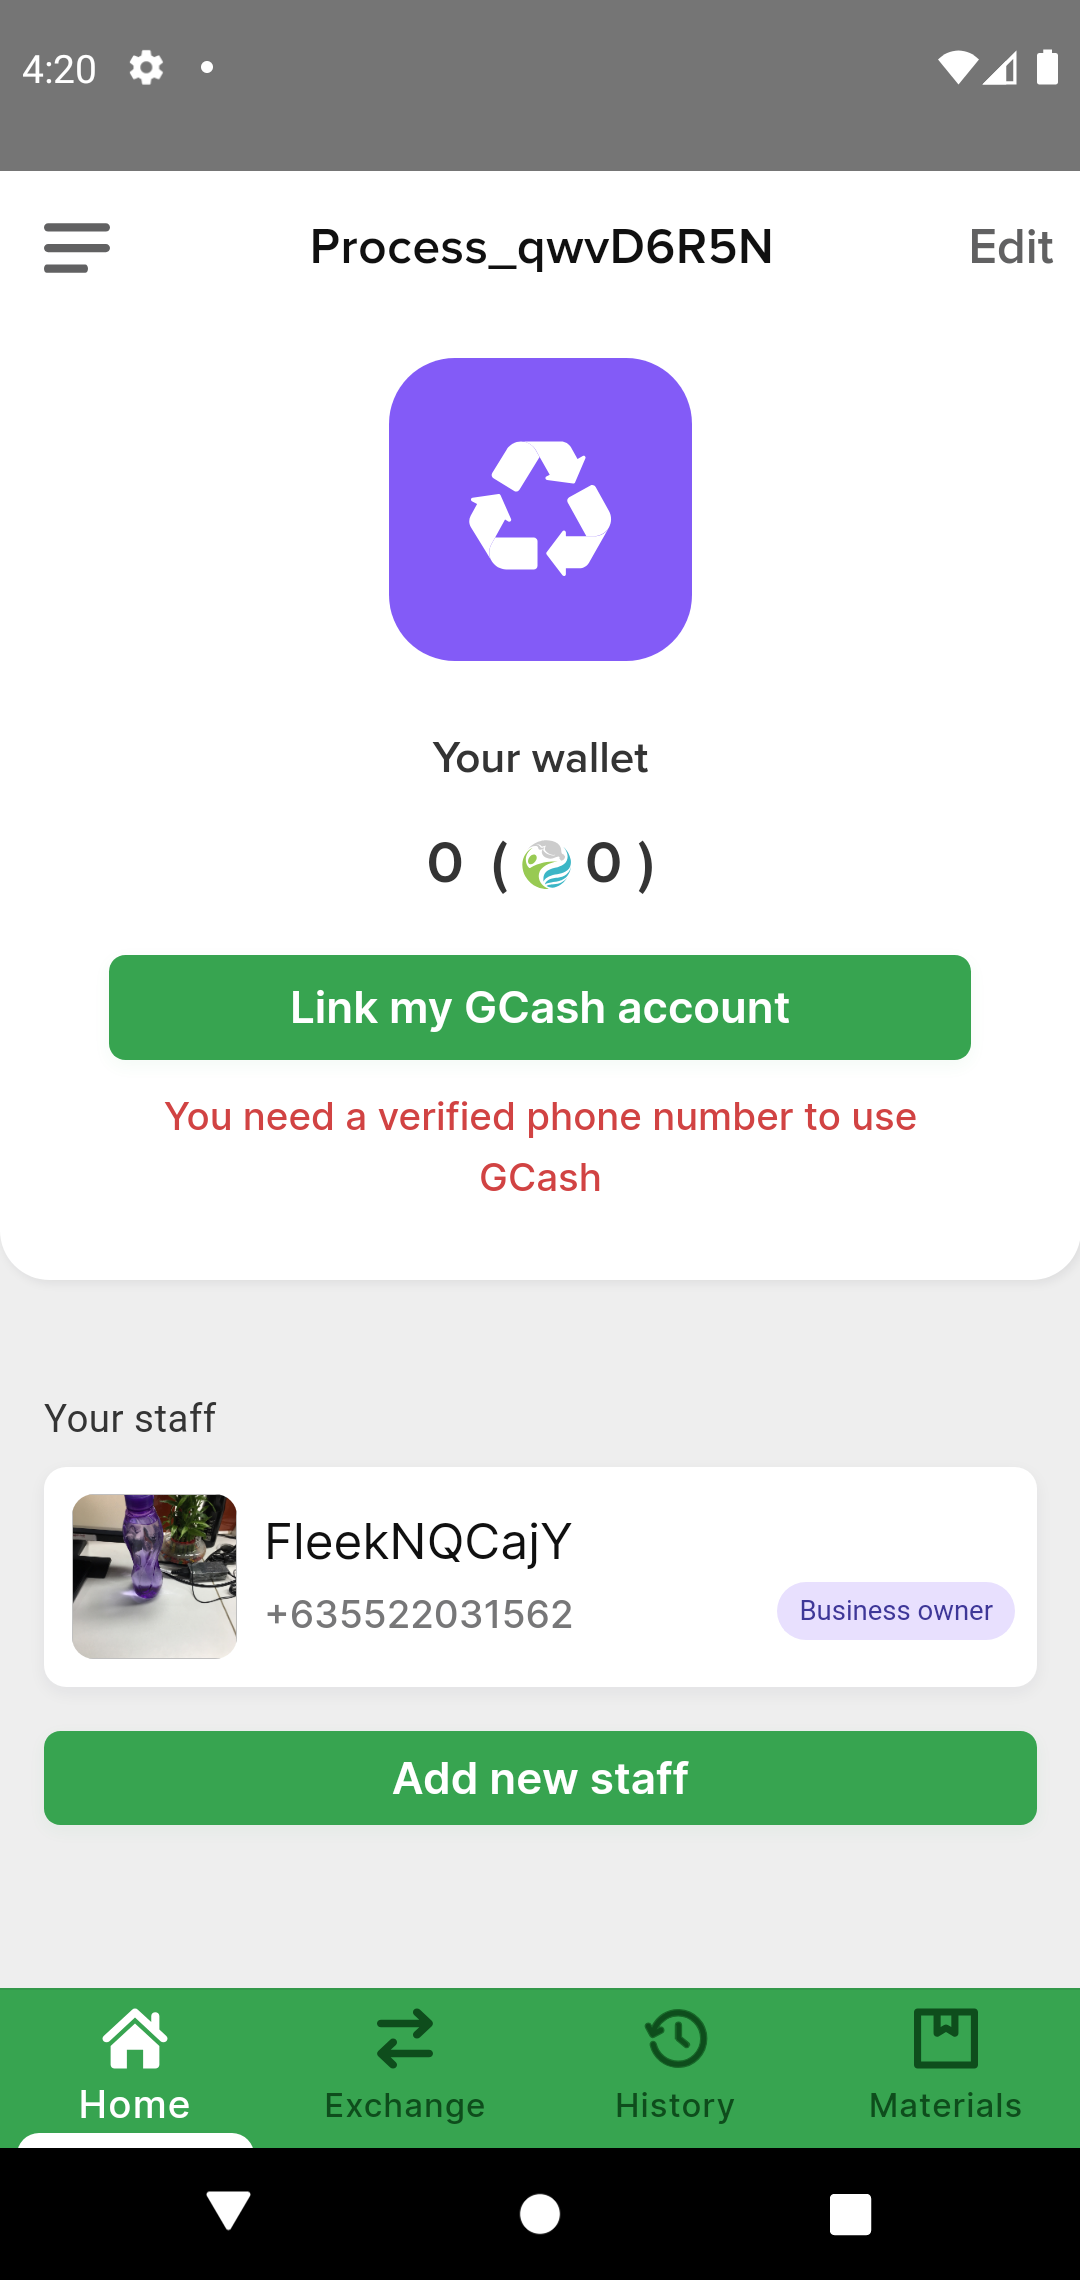 4:20
Process_qwvD6R5N
Edit
Your wallet
0 ( 0 )
Link my GCash account
You need a verified phone number to use
GCash
Your staff
FleekNQCajY
+635522031562
Business owner
Add new staff
Home
Exchange
History
Materials